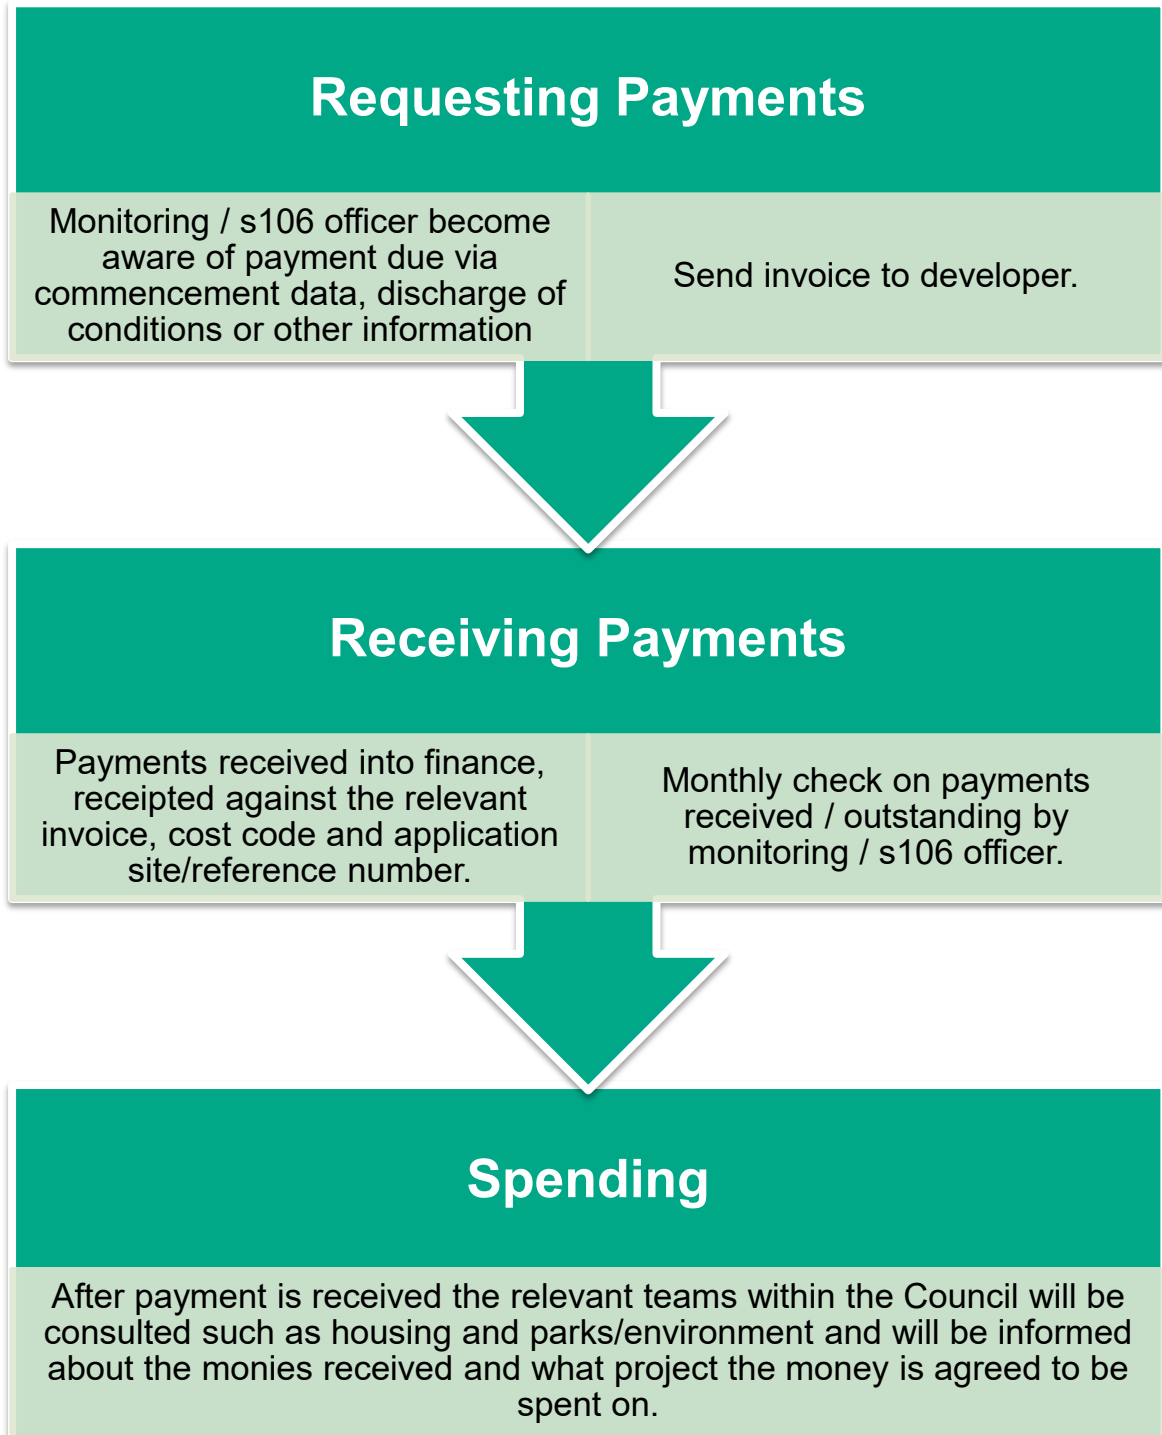 Requesting Payments
Monitoring / s106 officer become
aware of payment due via
commencement data, discharge of
conditions or other information
Send invoice to developer.
Receiving Payments
Payments received into finance,
receipted against the relevant
invoice, cost code and application
site/reference number.
Monthly check on payments
received / outstanding by
monitoring / s106 officer.
Spending
After payment is received the relevant teams within the Council will be
consulted such as housing and parks/environment and will be informed
about the monies received and what project the money is agreed to be
spent on.